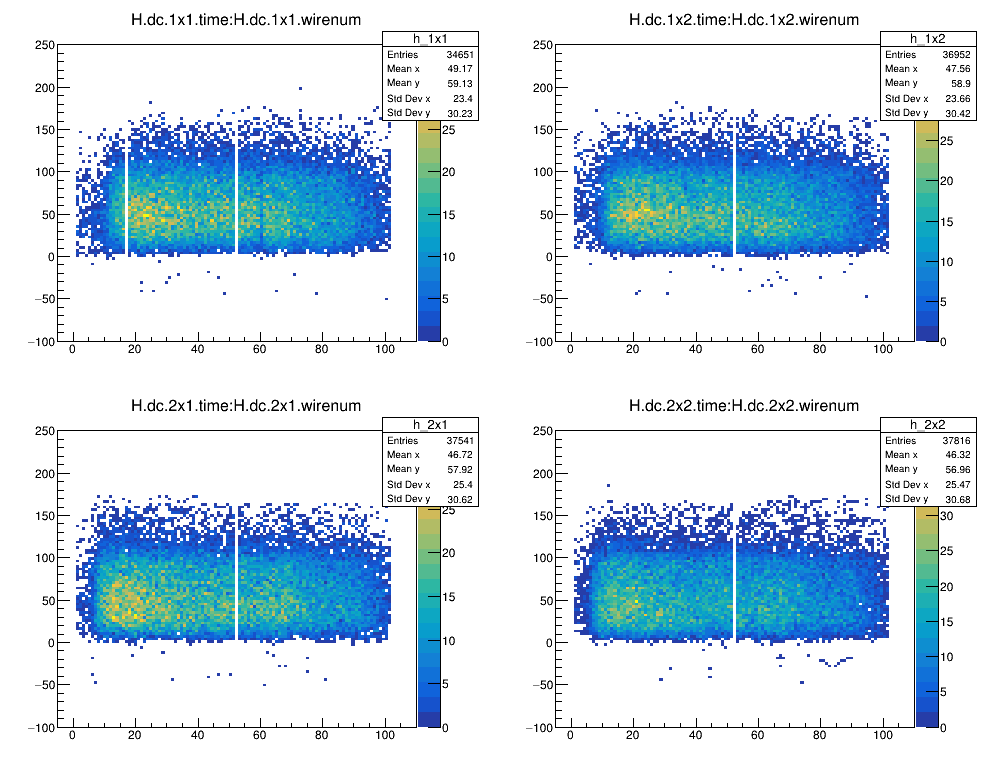 H.dc.1x1.time:H.dc.1x1.wirenum
h_1x1
Entries 34651
Mean x 49.17
Mean y 59.13
Std Dev x 23.4
Std Dev y 30.23
250
200
150
100
50
0
−50
−100
0 20 40 60 80 100
25
20
15
10
5
0
H.dc.1x2.time:H.dc.1x2.wirenum
h_1x2
Entries 36952
Mean x 47.56
Mean y 58.9
Std Dev x 23.66
Std Dev y 30.42
250
200
150
100
50
0
−50
−100
0 20 40 60 80 100
25
20
15
10
5
0
H.dc.2x1.time:H.dc.2x1.wirenum
h_2x1
Entries 37541
Mean x 46.72
Mean y 57.92
Std Dev x 25.4
Std Dev y 30.62
250
200
150
100
50
0
−50
−100
0 20 40 60 80 100
25
20
15
10
5
0
H.dc.2x2.time:H.dc.2x2.wirenum
h_2x2
Entries 37816
Mean x 46.32
Mean y 56.96
Std Dev x 25.47
Std Dev y 30.68
250
200
150
100
50
0
−50
−100
0 20 40 60 80 100
30
25
20
15
10
5
0